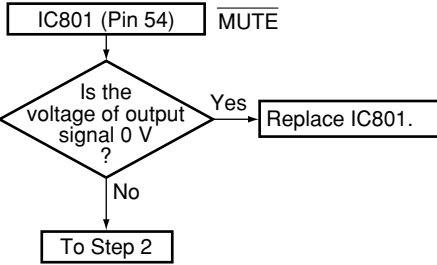 IC801 (Pin 54) MUTE
Is the
voltage of output
signal 0 V
?
Yes
Replace IC801.
No
To Step 2